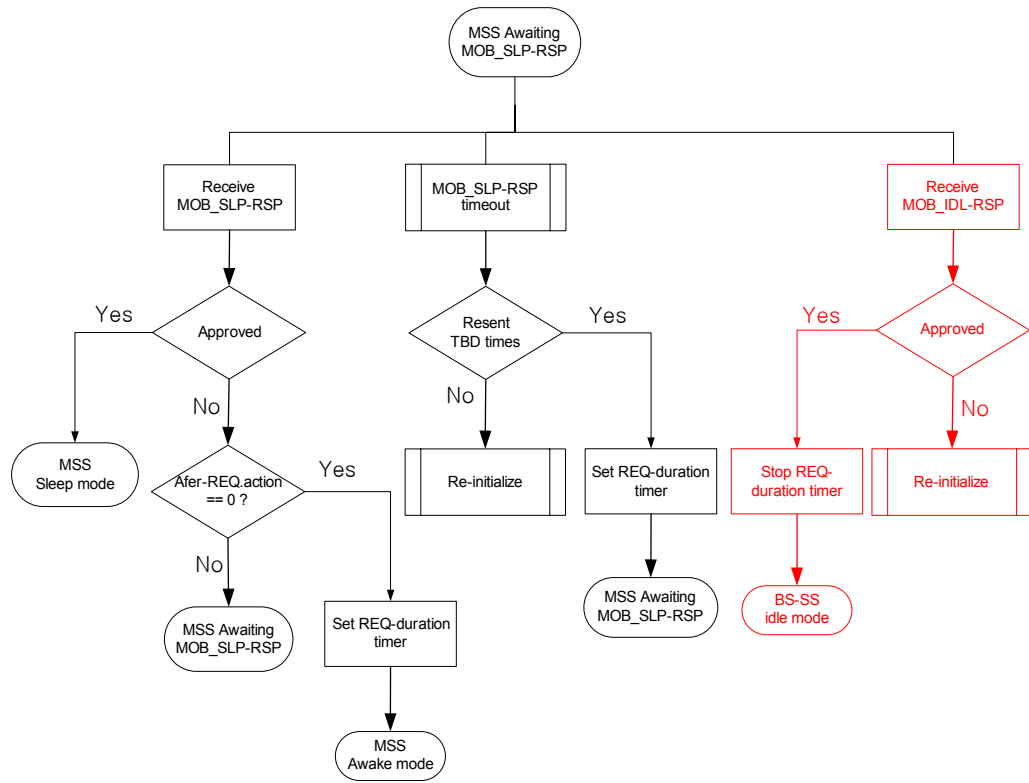 MSS Awaiting
MOB_SLP-RSP
Receive
MOB_SLP-RSP
MOB_SLP-RSP
timeout
Receive
MOB_IDL-RSP
Yes
Approved
No
Resent
TBD times
Yes
No
Yes
Approved
No
MSS
Sleep mode
Afer-REQ.action
== 0 ?
Yes
No
Re-initialize
Set REQ-duration
timer
Stop REQ-
duration timer
Re-initialize
MSS Awaiting
MOB_SLP-RSP
Set REQ-duration
timer
MSS Awaiting
MOB_SLP-RSP
BS-SS
idle mode
MSS
Awake mode